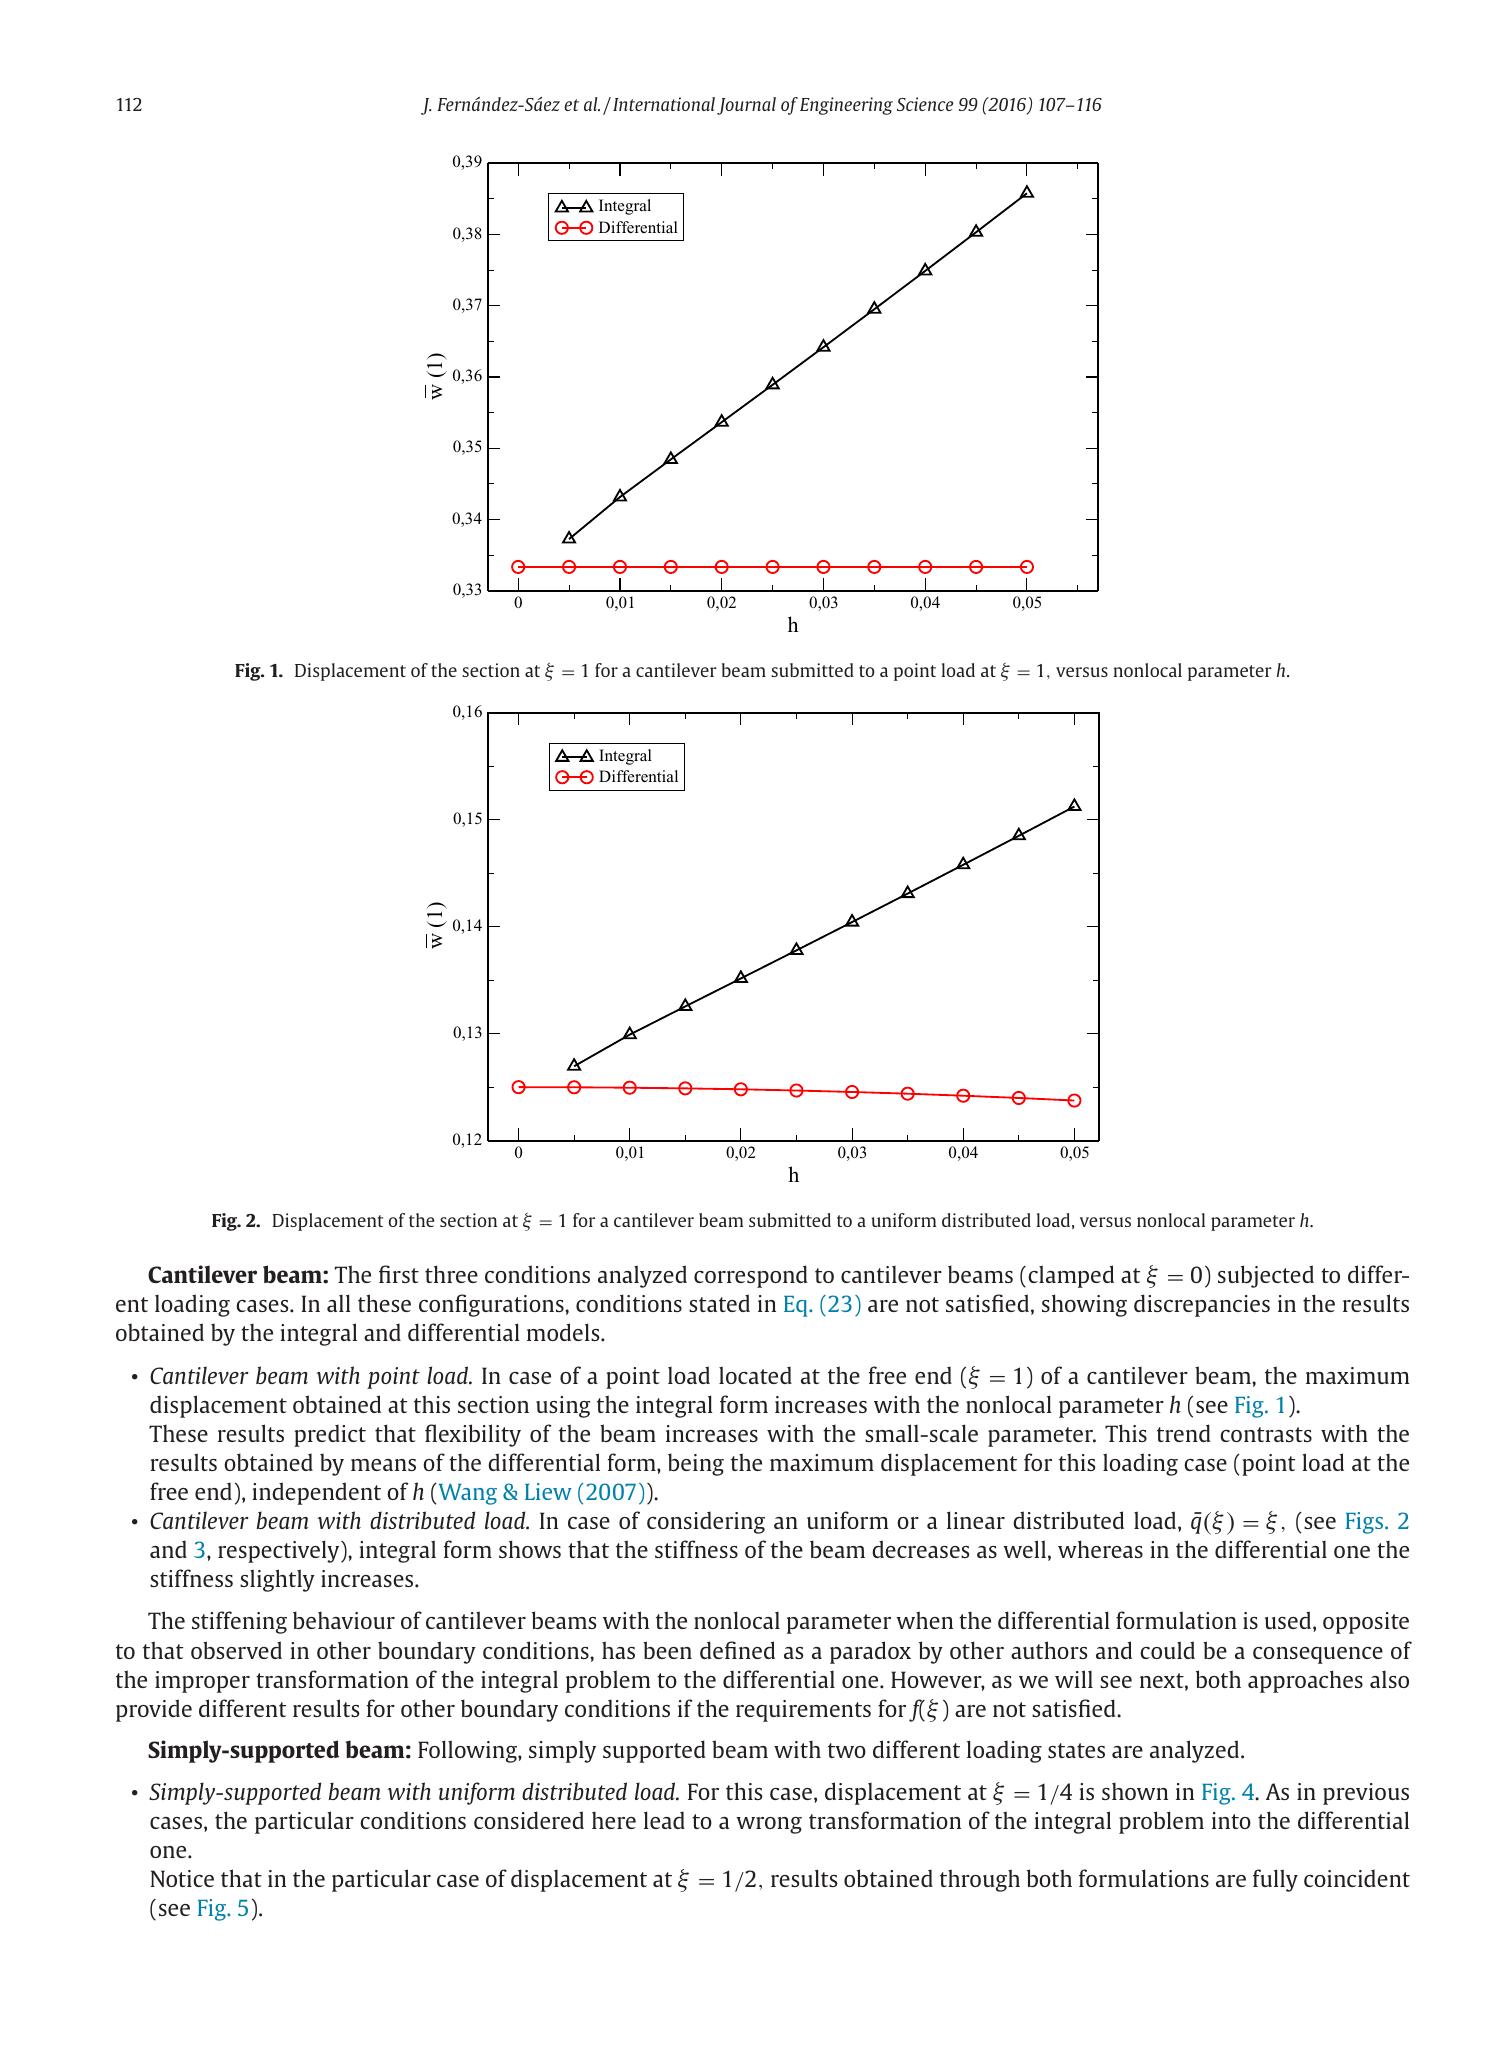 112
J. Fernández-Sáez et al. / International Journal of Engineering Science 99 (2016) 107–116
0,39
0,38
0,37
0,36
0,35
0,34
0,33
w̅ (1)
Integral
Differential
0 0,01 0,02 0,03 0,04 0,05
h
Fig. 1. Displacement of the section at ξ = 1 for a cantilever beam submitted to a point load at ξ = 1, versus nonlocal parameter h.
0,16
0,15
0,14
0,13
0,12
w̅ (1)
Integral
Differential
0 0,01 0,02 0,03 0,04 0,05
h
Fig. 2. Displacement of the section at ξ = 1 for a cantilever beam submitted to a uniform distributed load, versus nonlocal parameter h.
Cantilever beam: The first three conditions analyzed correspond to cantilever beams (clamped at ξ = 0) subjected to differ-
ent loading cases. In all these configurations, conditions stated in Eq. (23) are not satisfied, showing discrepancies in the results
obtained by the integral and differential models.
• Cantilever beam with point load. In case of a point load located at the free end (ξ = 1) of a cantilever beam, the maximum
displacement obtained at this section using the integral form increases with the nonlocal parameter h (see Fig. 1).
These results predict that flexibility of the beam increases with the small-scale parameter. This trend contrasts with the
results obtained by means of the differential form, being the maximum displacement for this loading case (point load at the
free end), independent of h (Wang & Liew (2007)).
• Cantilever beam with distributed load. In case of considering an uniform or a linear distributed load, q̄(ξ) = ξ, (see Figs. 2
and 3, respectively), integral form shows that the stiffness of the beam decreases as well, whereas in the differential one the
stiffness slightly increases.
The stiffening behaviour of cantilever beams with the nonlocal parameter when the differential formulation is used, opposite
to that observed in other boundary conditions, has been defined as a paradox by other authors and could be a consequence of
the improper transformation of the integral problem to the differential one. However, as we will see next, both approaches also
provide different results for other boundary conditions if the requirements for f(ξ) are not satisfied.
Simply-supported beam: Following, simply supported beam with two different loading states are analyzed.
• Simply-supported beam with uniform distributed load. For this case, displacement at ξ = 1/4 is shown in Fig. 4. As in previous
cases, the particular conditions considered here lead to a wrong transformation of the integral problem into the differential
one.
Notice that in the particular case of displacement at ξ = 1/2, results obtained through both formulations are fully coincident
(see Fig. 5).